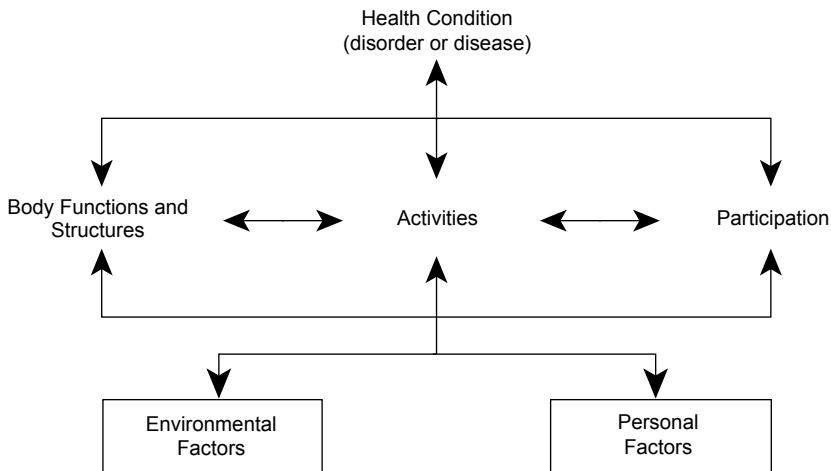 Health Condition
(disorder or disease)
Body Functions and
Structures
Activities
Participation
Environmental
Factors
Personal
Factors